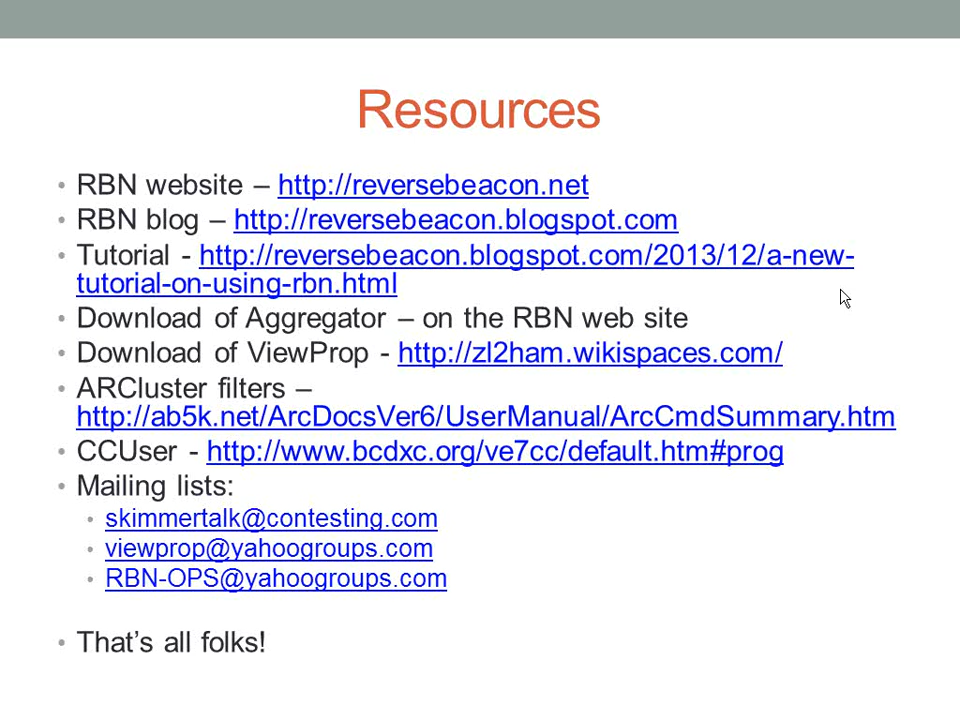 Resources
• RBN website – http://reversebeacon.net
• RBN blog – http://reversebeacon.blogspot.com
• Tutorial - http://reversebeacon.blogspot.com/2013/12/a-new-
tutorial-on-using-rbn.html
• Download of Aggregator – on the RBN web site
• Download of ViewProp - http://zl2ham.wikispaces.com/
• ARCluster filters –
http://ab5k.net/ArcDocsVer6/UserManual/ArcCmdSummary.htm
• CCUser - http://www.bcdxc.org/ve7cc/default.htm#prog
• Mailing lists:
• skimmertalk@contesting.com
• viewprop@yahoogroups.com
• RBN-OPS@yahoogroups.com
• That’s all folks!